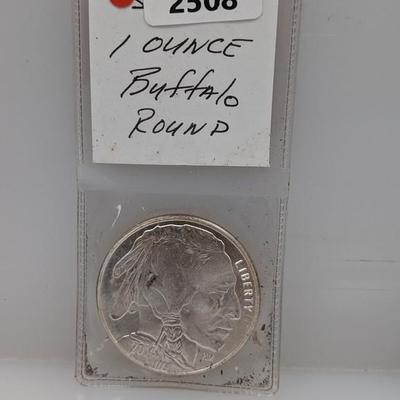 2508
1 OUNCE
Buffalo
ROUND
LIBERTY